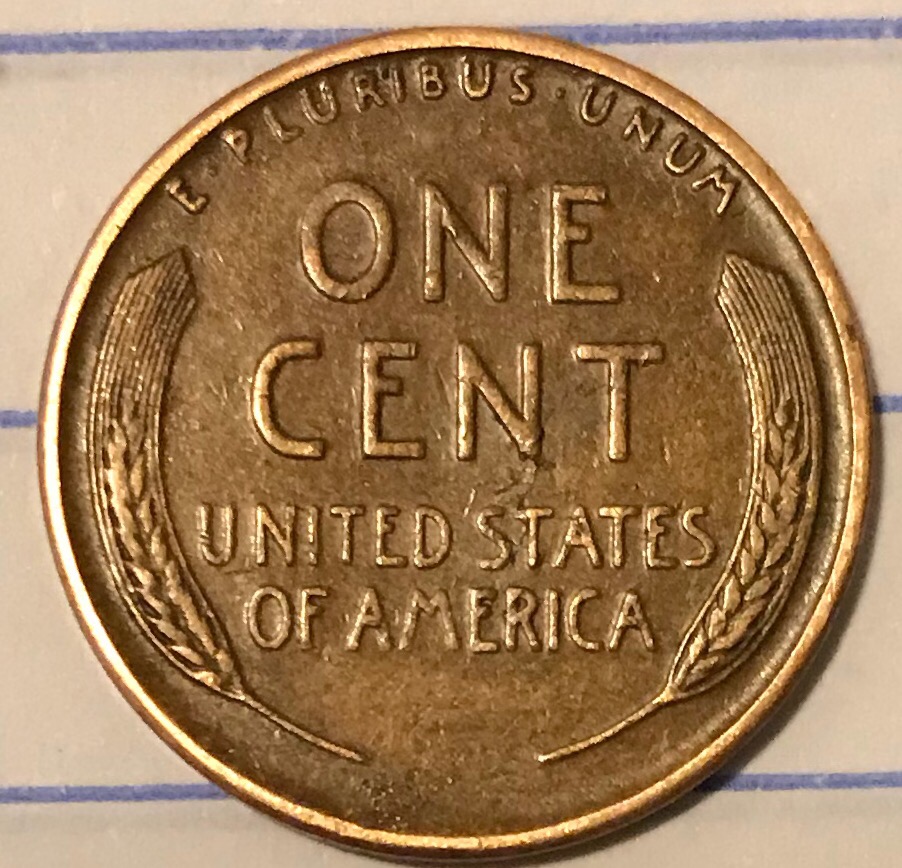 E · PLURIBUS · UNUM
ONE
CENT
UNITED STATES
OF AMERICA